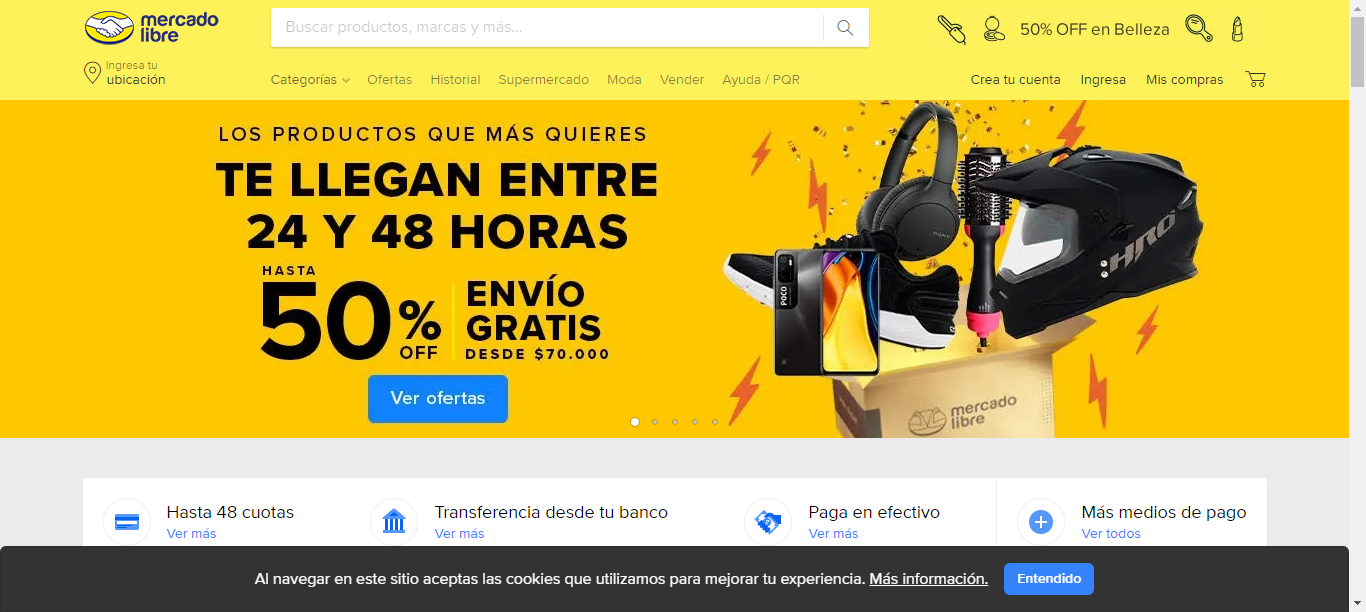 mercado
libre
Buscar productos, marcas y más...
50% OFF en Belleza
Ingresa tu
ubicación
Categorías
Ofertas
Historial
Supermercado
Moda
Vender
Ayuda / PQR
Crea tu cuenta
Ingresa
Mis compras
LOS PRODUCTOS QUE MÁS QUIERES
TE LLEGAN ENTRE
24 Y 48 HORAS
HASTA
50%
OFF
ENVÍO
GRATIS
DESDE $70.000
Ver ofertas
SONY
POCO
HRO
mercado
libre
Hasta 48 cuotas
Ver más
Transferencia desde tu banco
Ver más
Paga en efectivo
Ver más
Más medios de pago
Ver todos
Al navegar en este sitio aceptas las cookies que utilizamos para mejorar tu experiencia. Más información.
Entendido